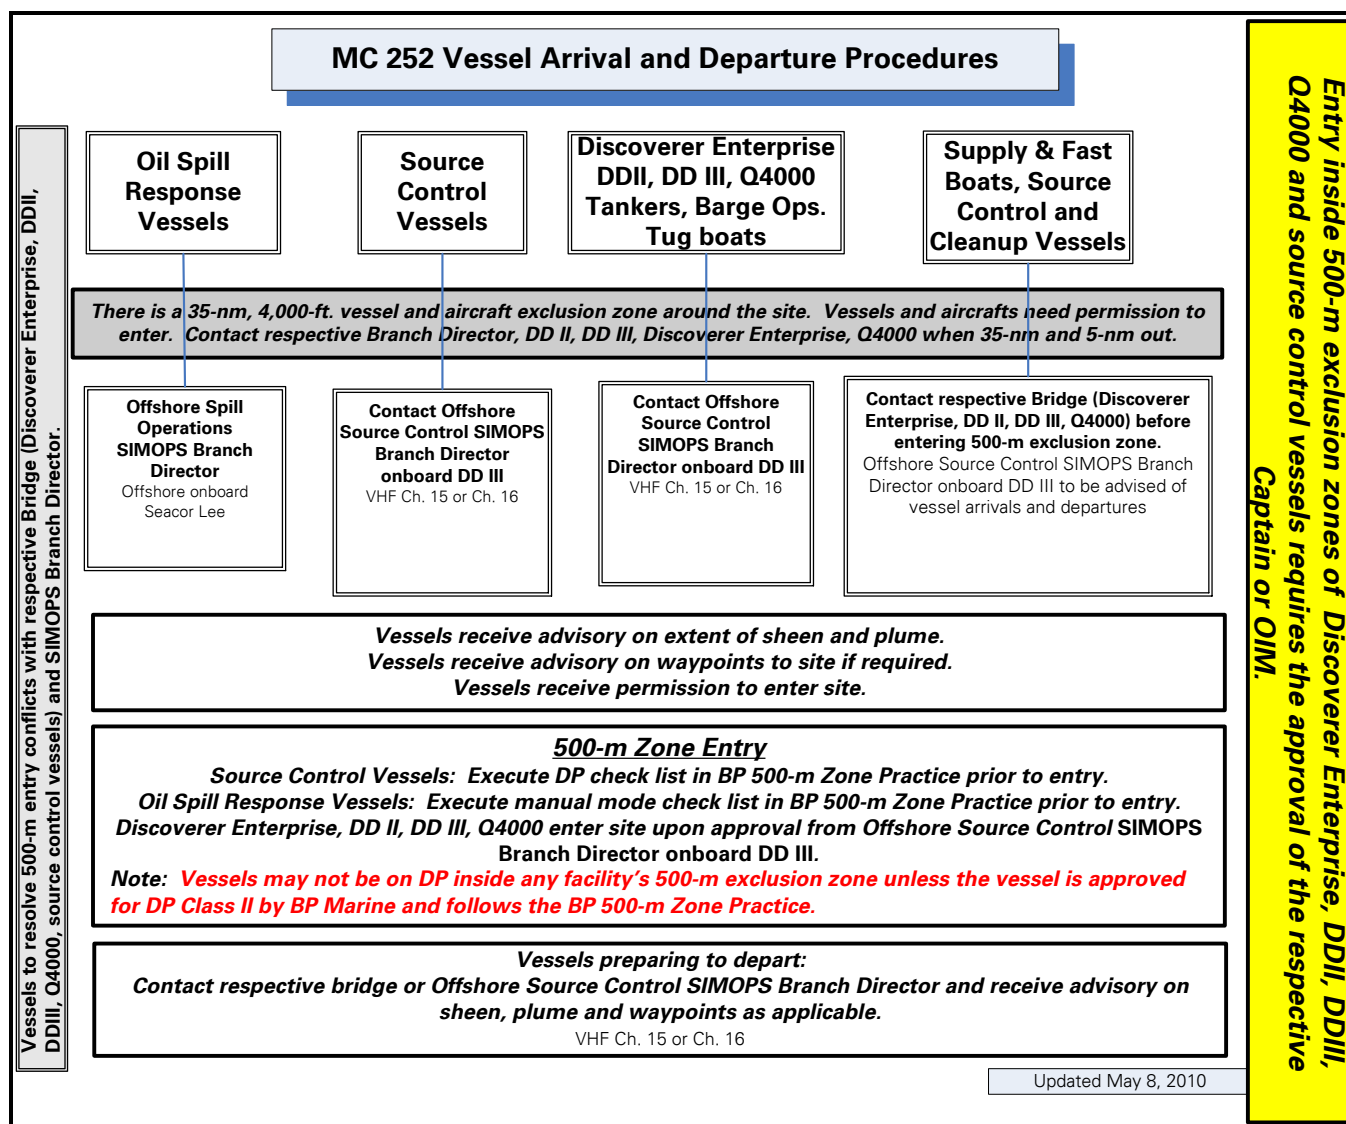 MC 252 Vessel Arrival and Departure Procedures
Oil Spill
Response
Vessels
Source
Control
Vessels
Discoverer Enterprise
DDII, DD III, Q4000
Tankers, Barge Ops.
Tug boats
Supply & Fast
Boats, Source
Control and
Cleanup Vessels
There is a 35-nm, 4,000-ft. vessel and aircraft exclusion zone around the site.  Vessels and aircrafts need permission to
enter.  Contact respective Branch Director, DD II, DD III, Discoverer Enterprise, Q4000 when 35-nm and 5-nm out.
Offshore Spill
Operations
SIMOPS Branch
Director
Offshore onboard
Seacor Lee
Contact Offshore
Source Control SIMOPS
Branch Director
onboard DD III
VHF Ch. 15 or Ch. 16
Contact Offshore
Source Control
SIMOPS Branch
Director onboard DD III
VHF Ch. 15 or Ch. 16
Contact respective Bridge (Discoverer
Enterprise, DD II, DD III, Q4000) before
entering 500-m exclusion zone.
Offshore Source Control SIMOPS Branch
Director onboard DD III to be advised of
vessel arrivals and departures
Vessels receive advisory on extent of sheen and plume.
Vessels receive advisory on waypoints to site if required.
Vessels receive permission to enter site.
500-m Zone Entry
Source Control Vessels:  Execute DP check list in BP 500-m Zone Practice prior to entry.
Oil Spill Response Vessels:  Execute manual mode check list in BP 500-m Zone Practice prior to entry.
Discoverer Enterprise, DD II, DD III, Q4000 enter site upon approval from Offshore Source Control SIMOPS
Branch Director onboard DD III.
Note:  Vessels may not be on DP inside any facility's 500-m exclusion zone unless the vessel is approved
for DP Class II by BP Marine and follows the BP 500-m Zone Practice.
Vessels preparing to depart:
Contact respective bridge or Offshore Source Control SIMOPS Branch Director and receive advisory on
sheen, plume and waypoints as applicable.
VHF Ch. 15 or Ch. 16
Updated May 8, 2010
Vessels to resolve 500-m entry conflicts with respective Bridge (Discoverer Enterprise, DDII,
DDIII, Q4000, source control vessels) and SIMOPS Branch Director.
Entry inside 500-m exclusion zones of  Discoverer Enterprise, DDII, DDIII,
Q4000 and source control vessels requires the approval of the respective
Captain or OIM.